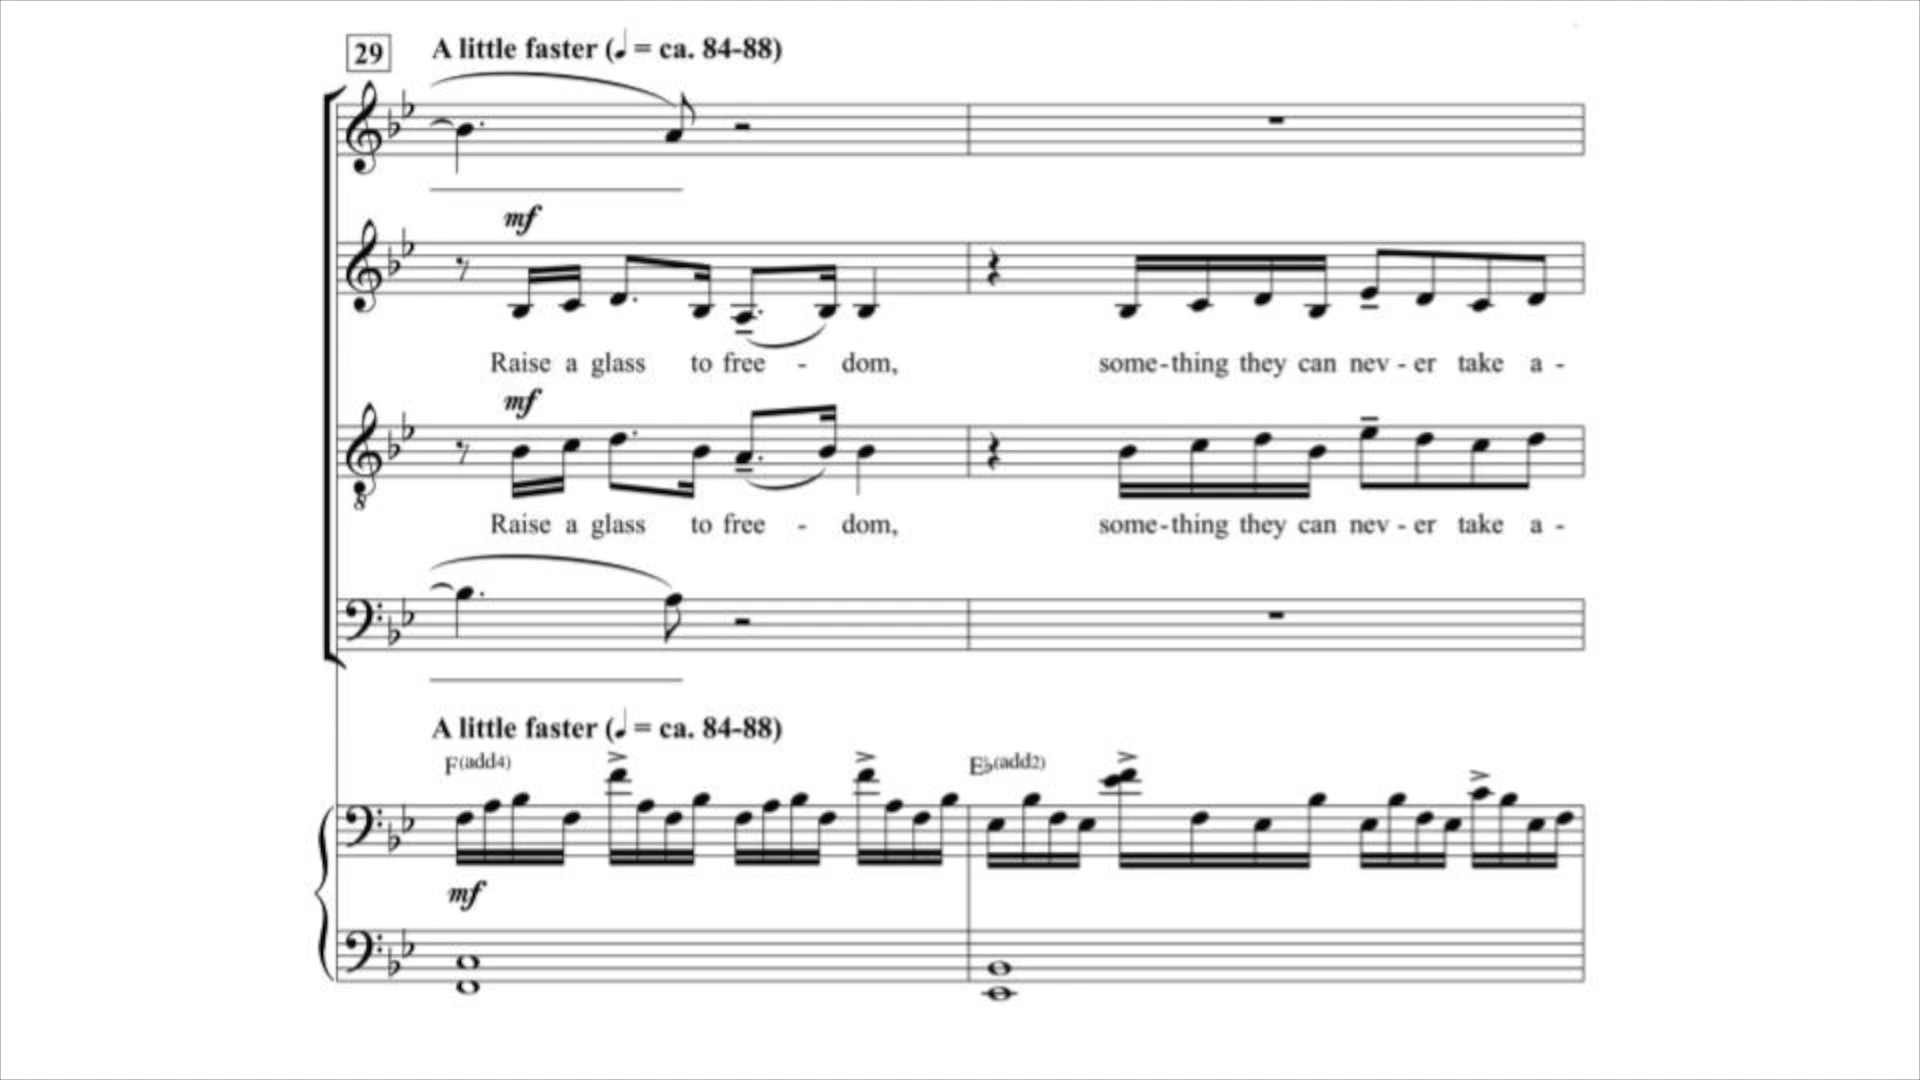 29 A little faster (♩ = ca. 84-88)
mf
Raise a glass to free - dom, some-thing they can nev - er take a -
mf
8
Raise a glass to free - dom, some-thing they can nev - er take a -
A little faster (♩ = ca. 84-88)
F(add4) E♭(add2)
mf